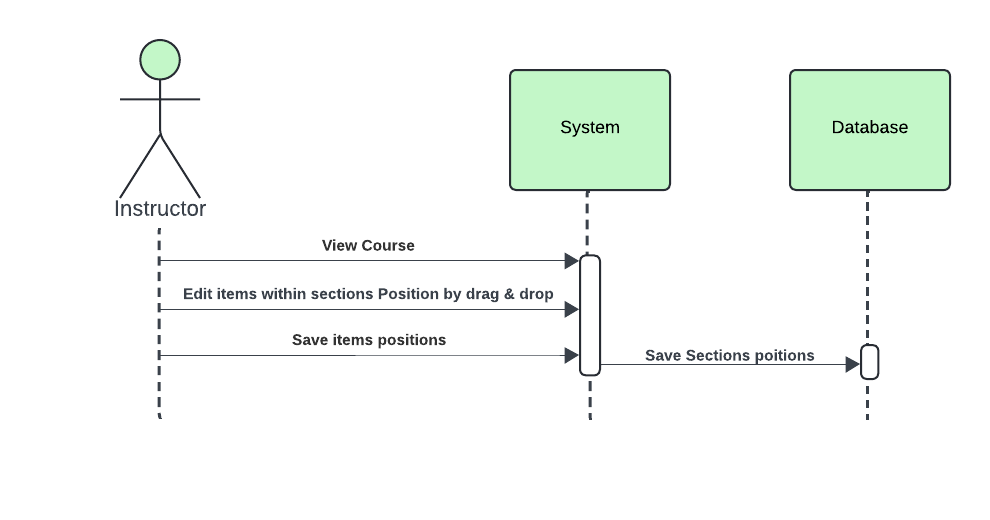 System
Database
Instructor
View Course
Edit items within sections Position by drag & drop
Save items positions
Save Sections poitions